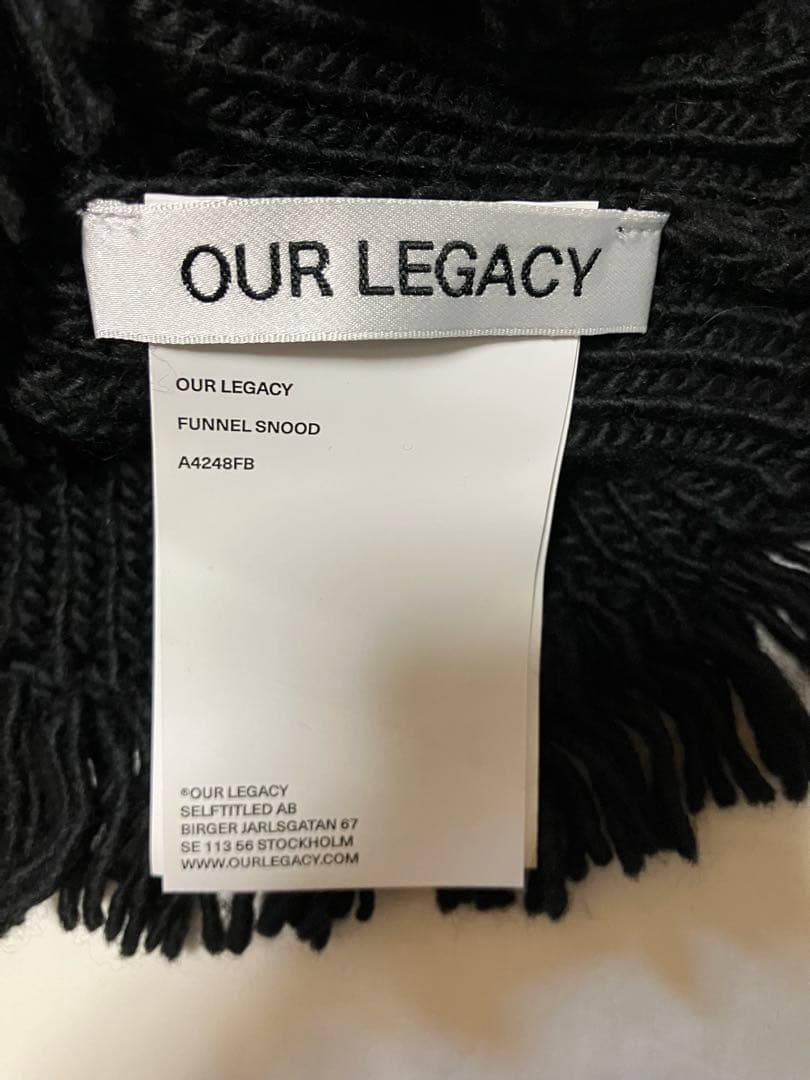 OUR LEGACY
OUR LEGACY
FUNNEL SNOOD
A4248FB
®OUR LEGACY
SELFTITLED AB
BIRGER JARLSGATAN 67
SE 113 56 STOCKHOLM
WWW.OURLEGACY.COM